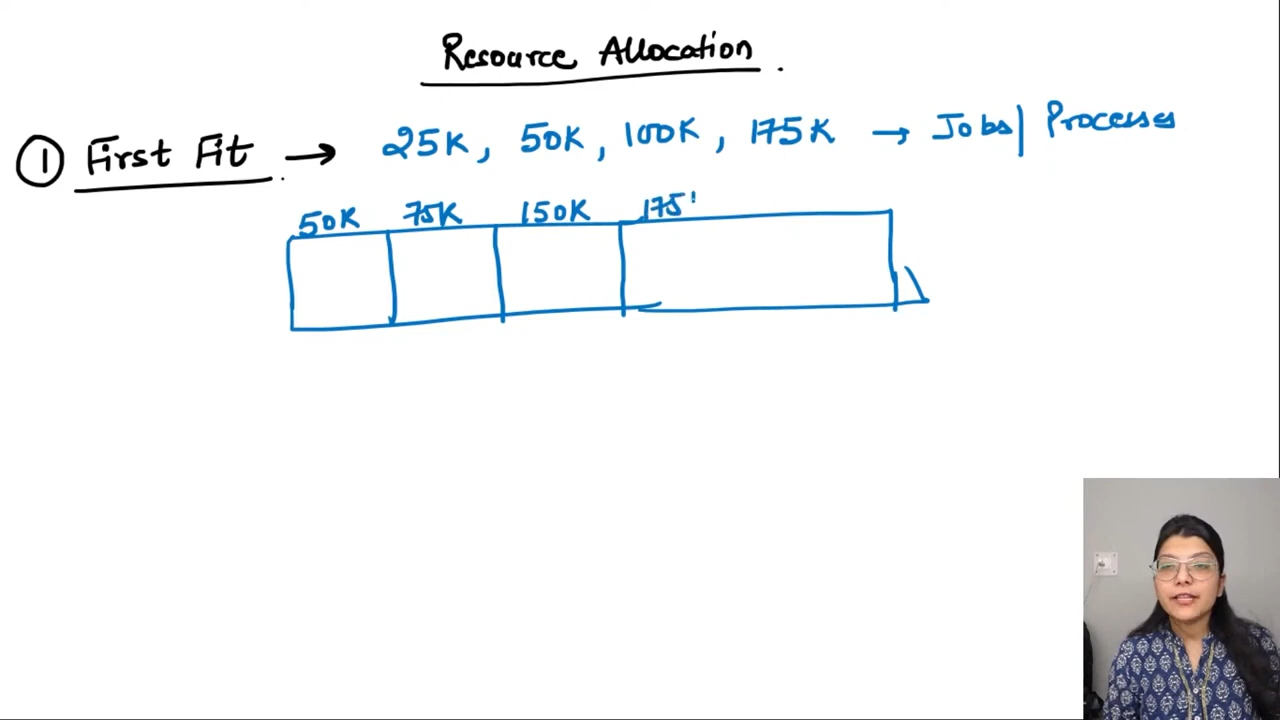 Resource Allocation.
① First Fit → 25K, 50K, 100K, 175K → Jobs| Processes
50K 75K 150K 175